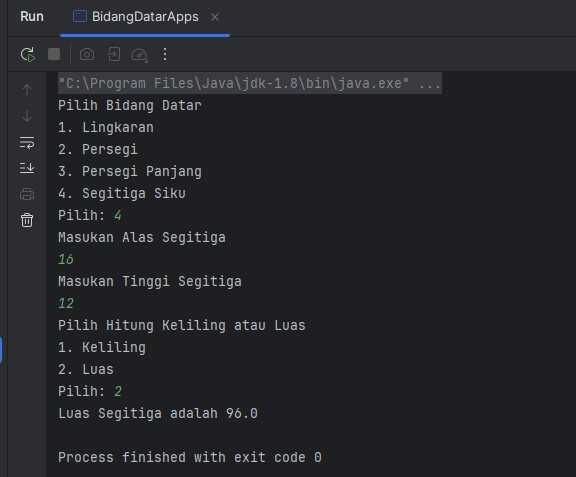 Run BidangDatarApps
"C:\Program Files\Java\jdk-1.8\bin\java.exe" ...
Pilih Bidang Datar
1. Lingkaran
2. Persegi
3. Persegi Panjang
4. Segitiga Siku
Pilih: 4
Masukan Alas Segitiga
16
Masukan Tinggi Segitiga
12
Pilih Hitung Keliling atau Luas
1. Keliling
2. Luas
Pilih: 2
Luas Segitiga adalah 96.0
Process finished with exit code 0